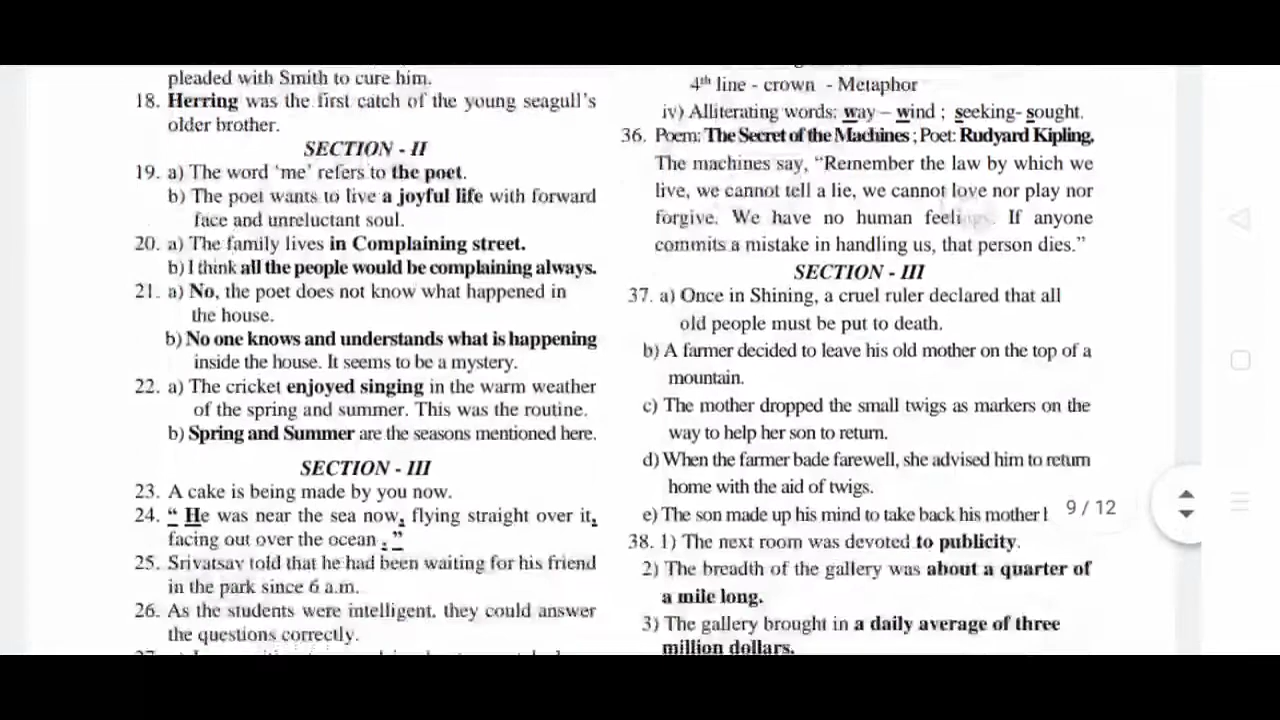 pleaded with Smith to cure him.
18. Herring was the first catch of the young seagull's
older brother.
SECTION - II
19. a) The word 'me' refers to the poet.
b) The poet wants to live a joyful life with forward
face and unreluctant soul.
20. a) The family lives in Complaining street.
b) I think all the people would be complaining always.
21. a) No, the poet does not know what happened in
the house.
b) No one knows and understands what is happening
inside the house. It seems to be a mystery.
22. a) The cricket enjoyed singing in the warm weather
of the spring and summer. This was the routine.
b) Spring and Summer are the seasons mentioned here.
SECTION - III
23. A cake is being made by you now.
24. “ He was near the sea now, flying straight over it,
facing out over the ocean . ”
25. Srivatsav told that he had been waiting for his friend
in the park since 6 a.m.
26. As the students were intelligent, they could answer
the questions correctly.
4th line - crown - Metaphor
iv) Alliterating words: way – wind ; seeking- sought.
36. Poem: The Secret of the Machines ; Poet: Rudyard Kipling.
The machines say, “Remember the law by which we
live, we cannot tell a lie, we cannot love nor play nor
forgive. We have no human If anyone
commits a mistake in handling us, that person dies.”
SECTION - III
37. a) Once in Shining, a cruel ruler declared that all
old people must be put to death.
b) A farmer decided to leave his old mother on the top of a
mountain.
c) The mother dropped the small twigs as markers on the
way to help her son to return.
d) When the farmer bade farewell, she advised him to return
home with the aid of twigs.
e) The son made up his mind to take back his mother
38. 1) The next room was devoted to publicity.
2) The breadth of the gallery was about a quarter of
a mile long.
3) The gallery brought in a daily average of three
million dollars.
9 / 12